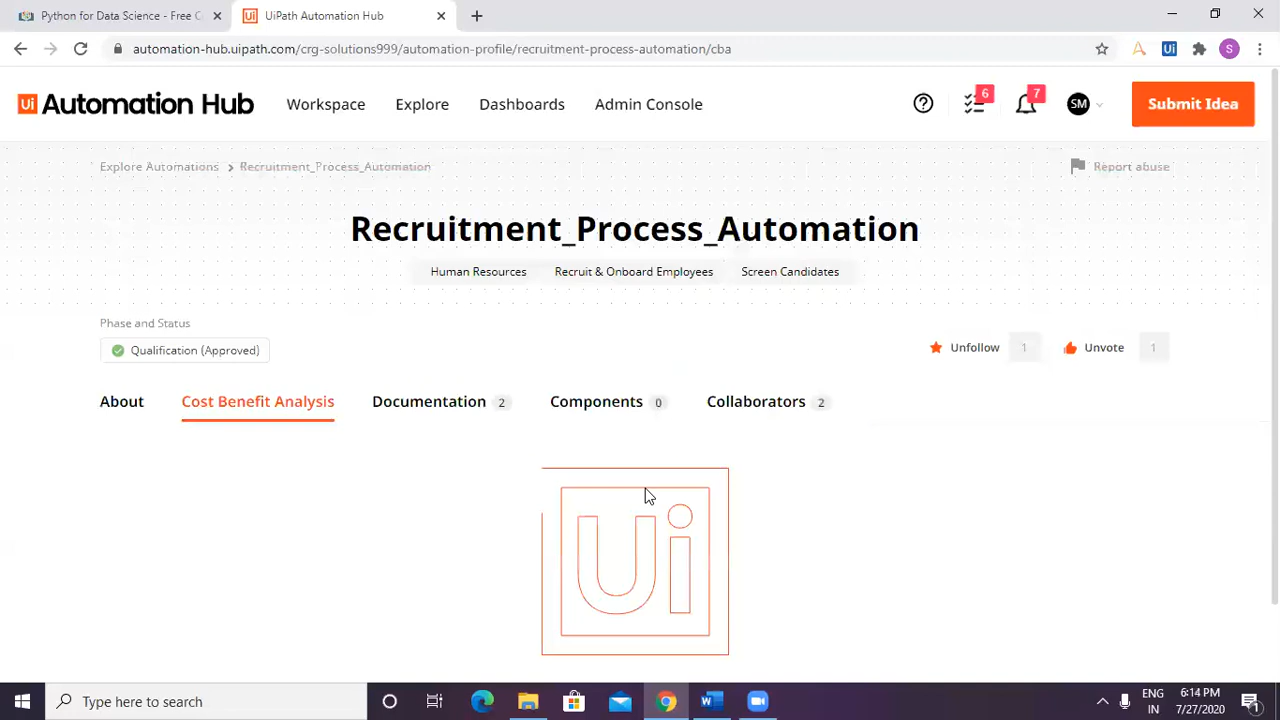 Python for Data Science - Free C
UiPath Automation Hub
automation-hub.uipath.com/crg-solutions999/automation-profile/recruitment-process-automation/cba
S
Ui Automation Hub
Workspace
Explore
Dashboards
Admin Console
6
7
SM
Submit Idea
Explore Automations
Recruitment_Process_Automation
Report abuse
Recruitment_Process_Automation
Human Resources
Recruit & Onboard Employees
Screen Candidates
Phase and Status
Qualification (Approved)
Unfollow 1
Unvote 1
About
Cost Benefit Analysis
Documentation 2
Components 0
Collaborators 2
Ui
Type here to search
ENG
IN
6:14 PM
7/27/2020
1